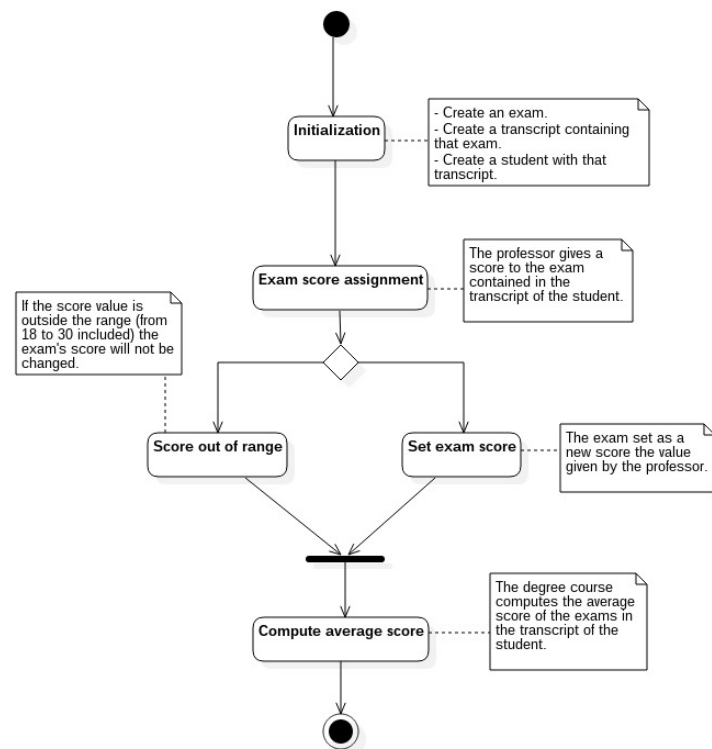 Initialization
- Create an exam.
- Create a transcript containing
that exam.
- Create a student with that
transcript.
Exam score assignment
The professor gives a
score to the exam
contained in the
transcript of the student.
If the score value is
outside the range (from
18 to 30 included) the
exam's score will not be
changed.
Score out of range
Set exam score
The exam set as a
new score the value
given by the professor.
Compute average score
The degree course
computes the average
score of the exams in
the transcript of the
student.